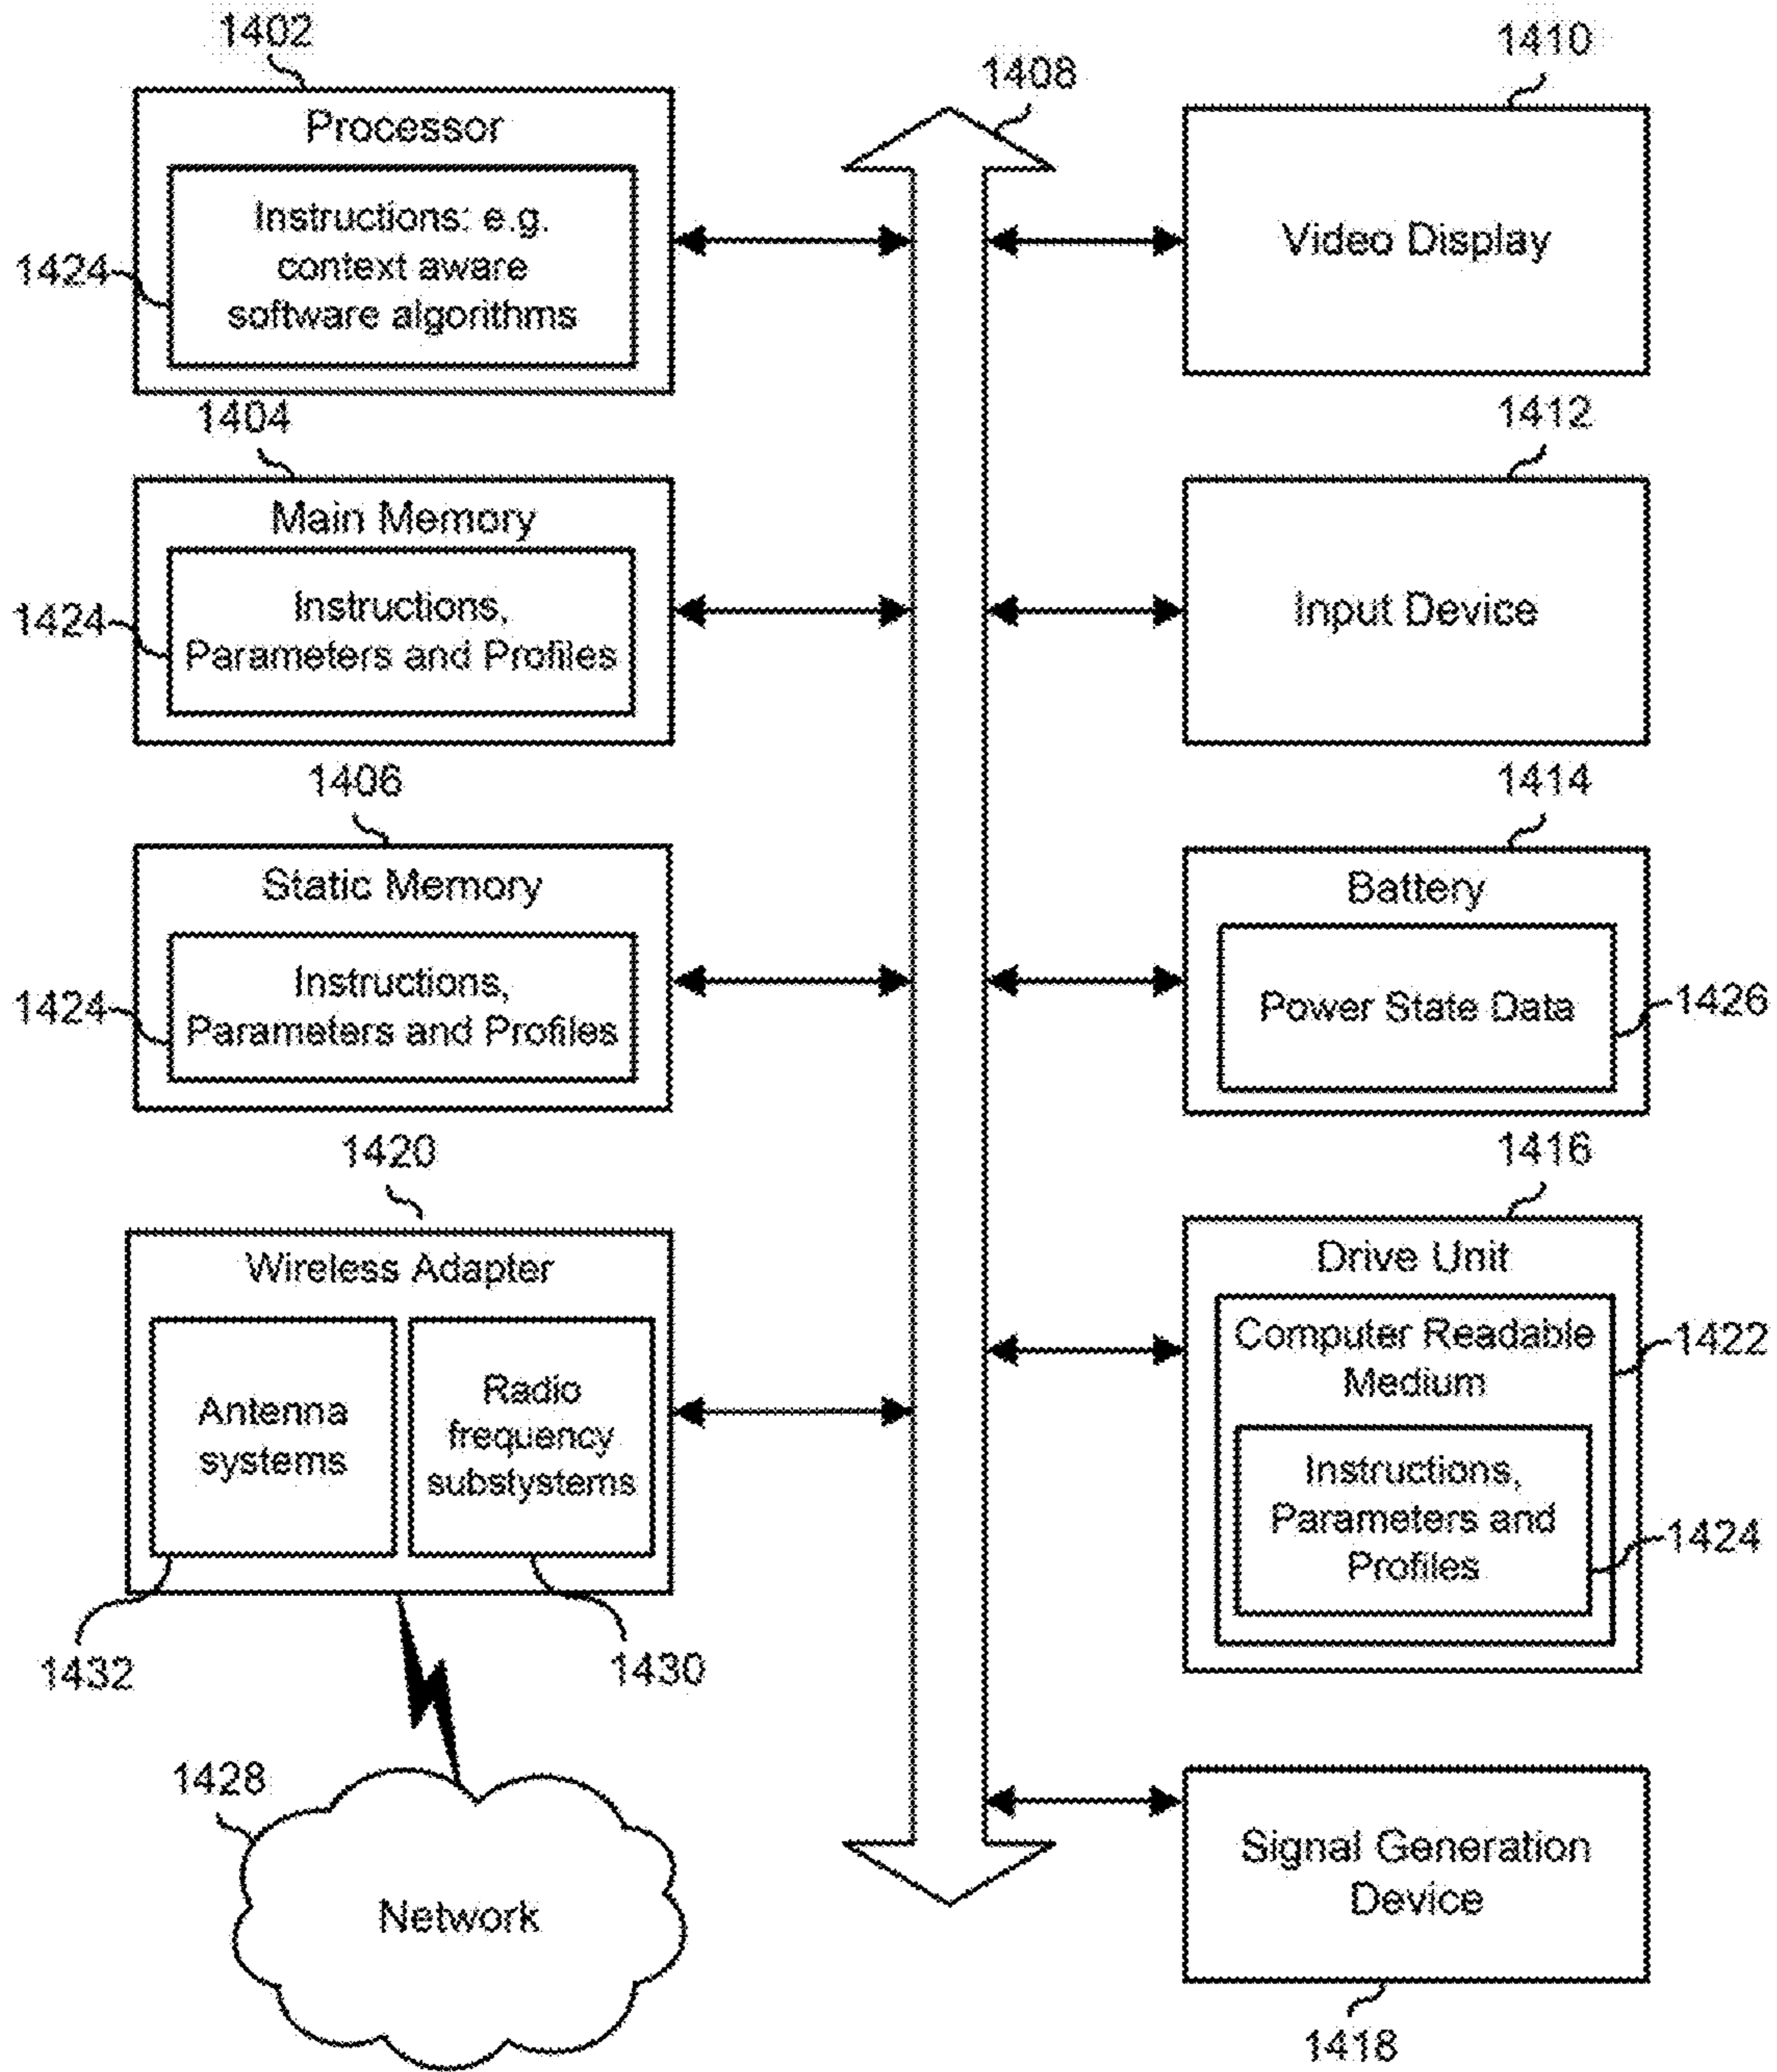 1402
Processor
Instructions: e.g.
context aware
software algorithms
1424
1404
Main Memory
Instructions,
Parameters and Profiles
1424
1406
Static Memory
Instructions,
Parameters and Profiles
1424
1420
Wireless Adapter
Antenna
systems
Radio
frequency
substystems
1432
1430
1428
Network
1408
1410
Video Display
1412
Input Device
1414
Battery
Power State Data
1426
1416
Drive Unit
Computer Readable
Medium
1422
Instructions,
Parameters and
Profiles
1424
Signal Generation
Device
1418